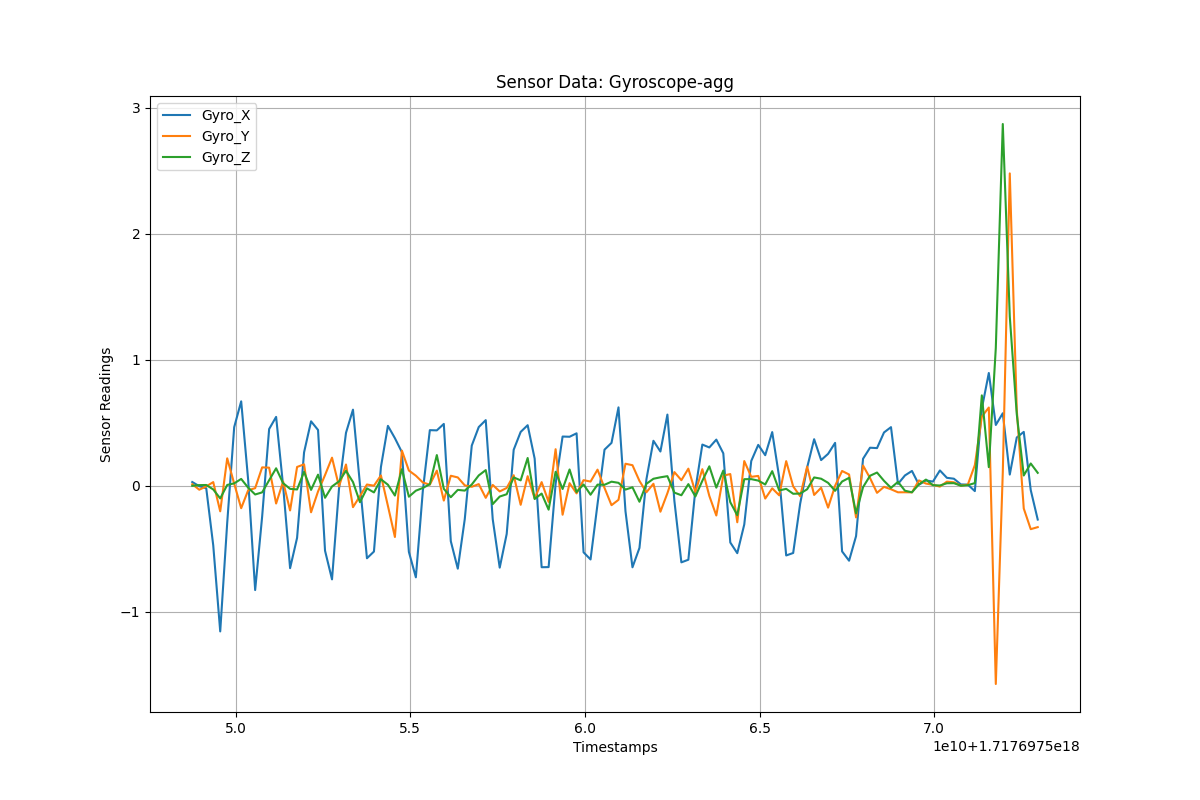 Sensor Data: Gyroscope-agg
Gyro_X
Gyro_Y
Gyro_Z
Sensor Readings
3
2
1
0
−1
5.0 5.5 6.0 6.5 7.0
Timestamps
1e10+1.7176975e18